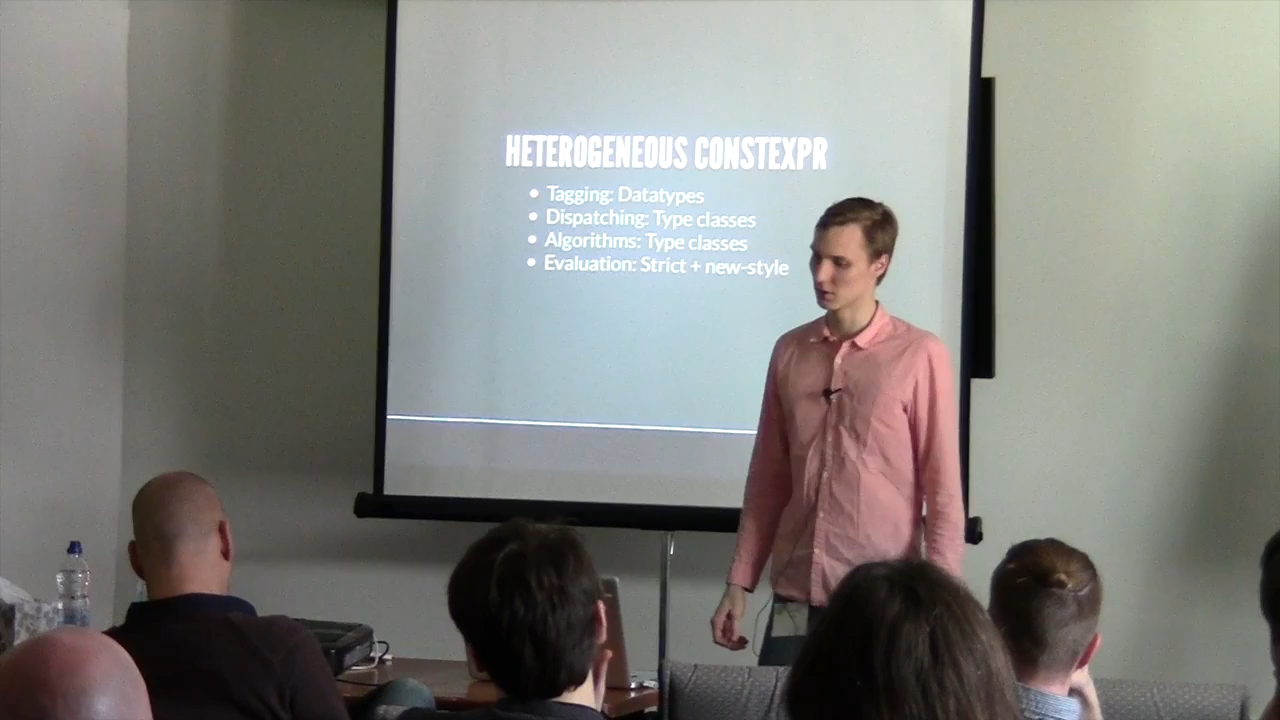 HETEROGENEOUS CONSTEXPR
• Tagging: Datatypes
• Dispatching: Type classes
• Algorithms: Type classes
• Evaluation: Strict + new-style